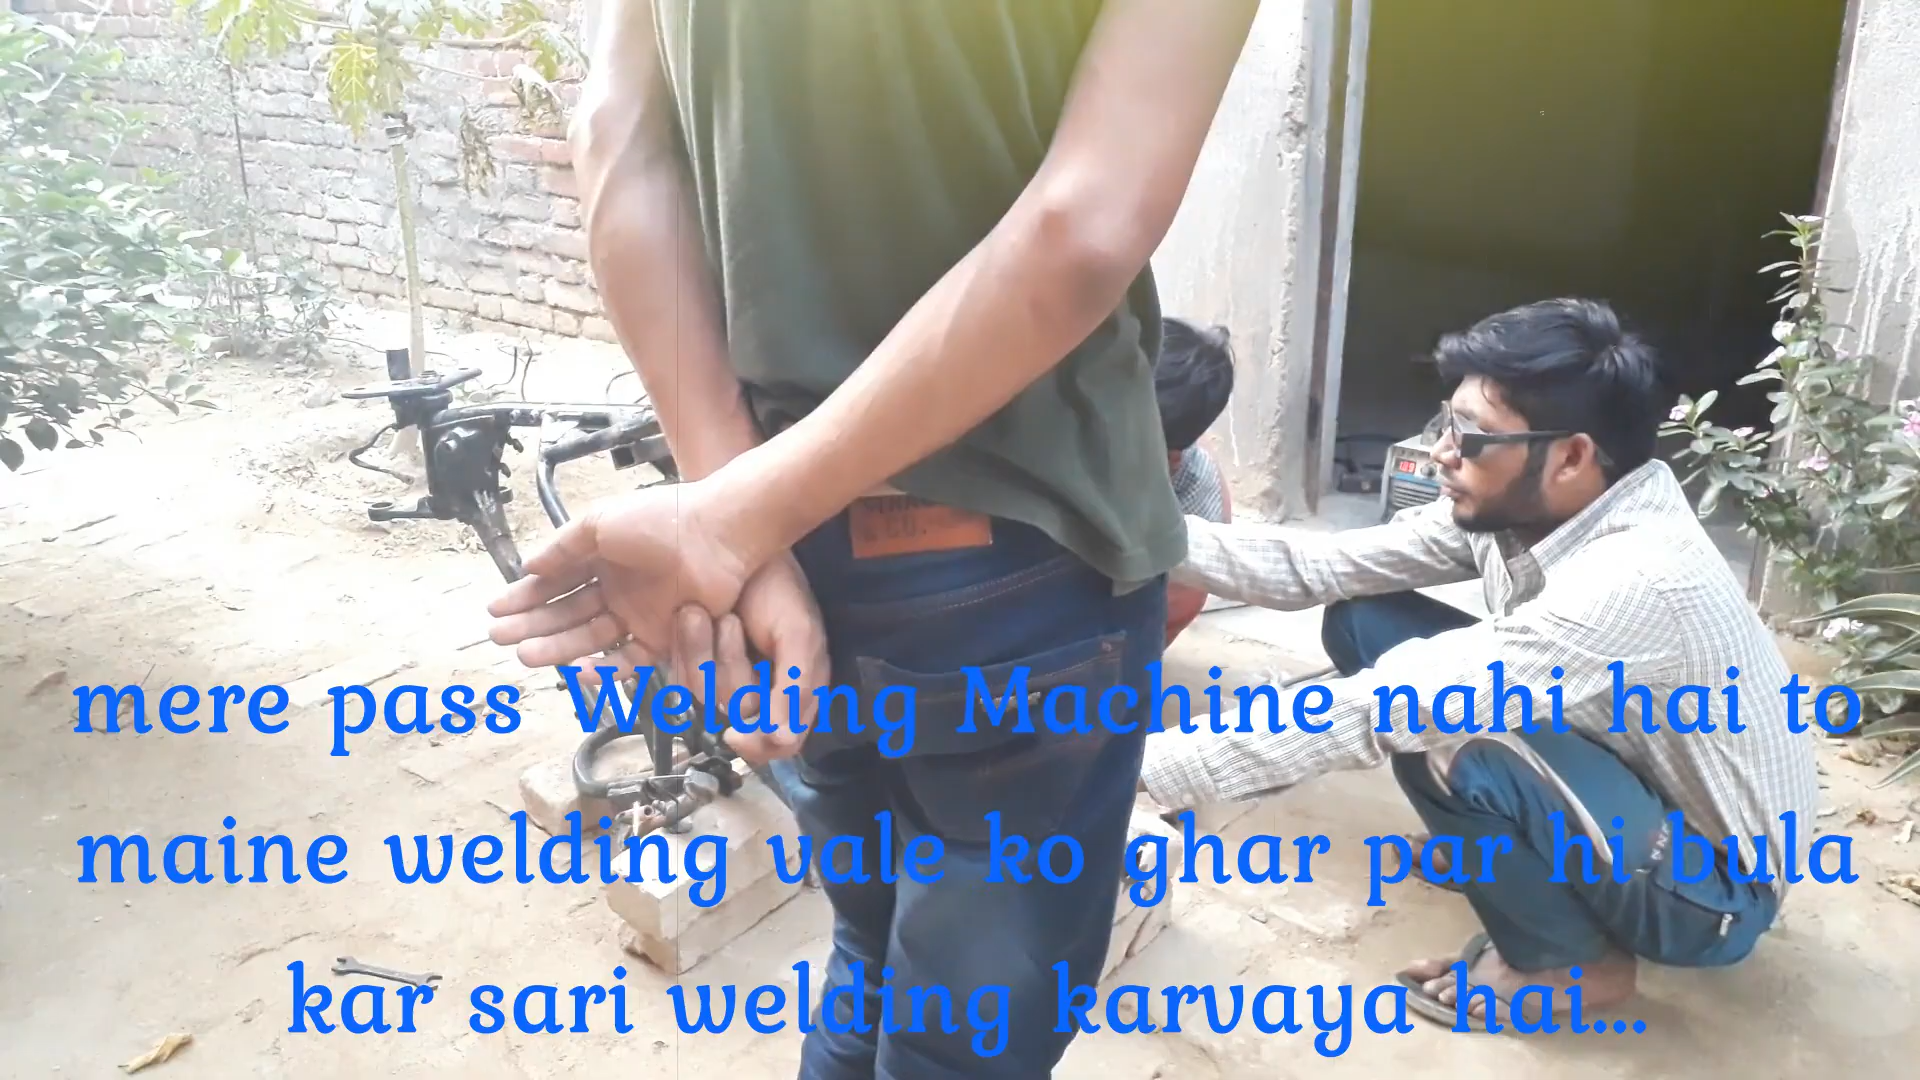 mere pass Welding Machine nahi hai to
maine welding vale ko ghar par hi bula
kar sari welding karvaya hai...